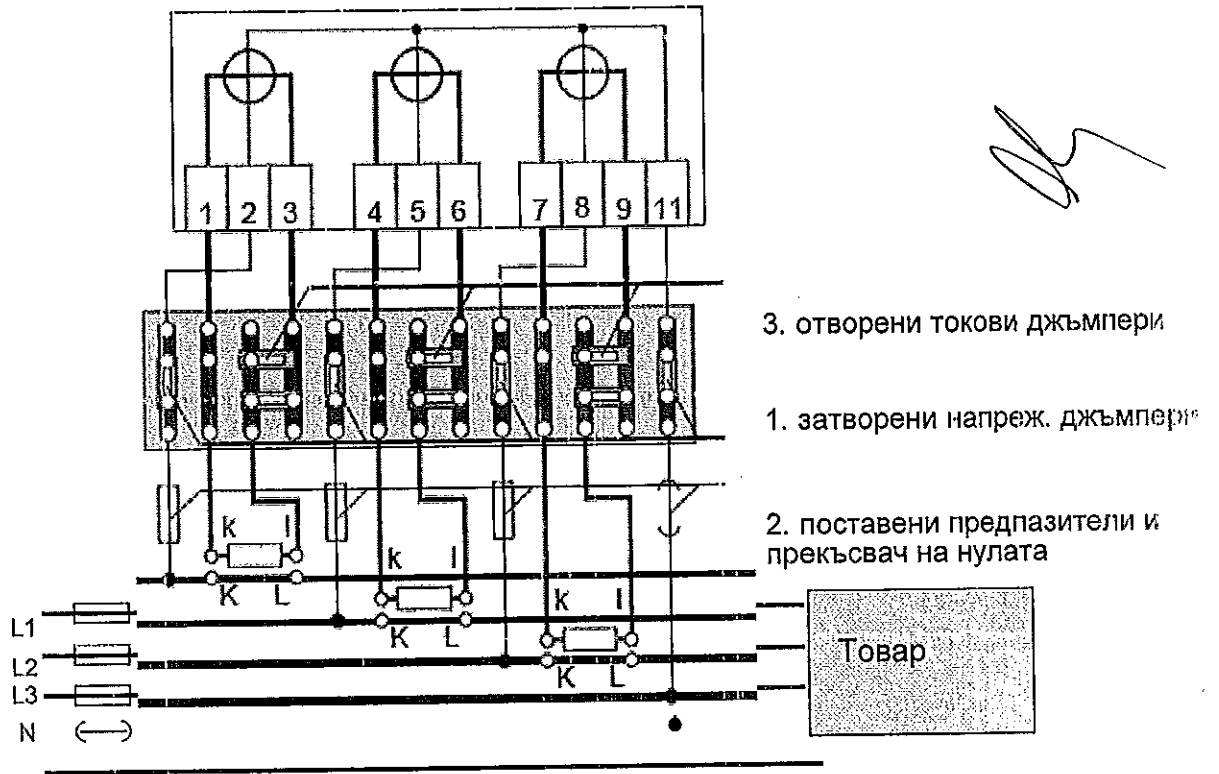 1 2 3 4 5 6 7 8 9 11
3. отворени токови джъмпери
1. затворени напреж. джъмпери
2. поставени предпазители и
прекъсвач на нулата
k l
K L
k l
K L
k l
K L
L1
L2
L3
N
Товар